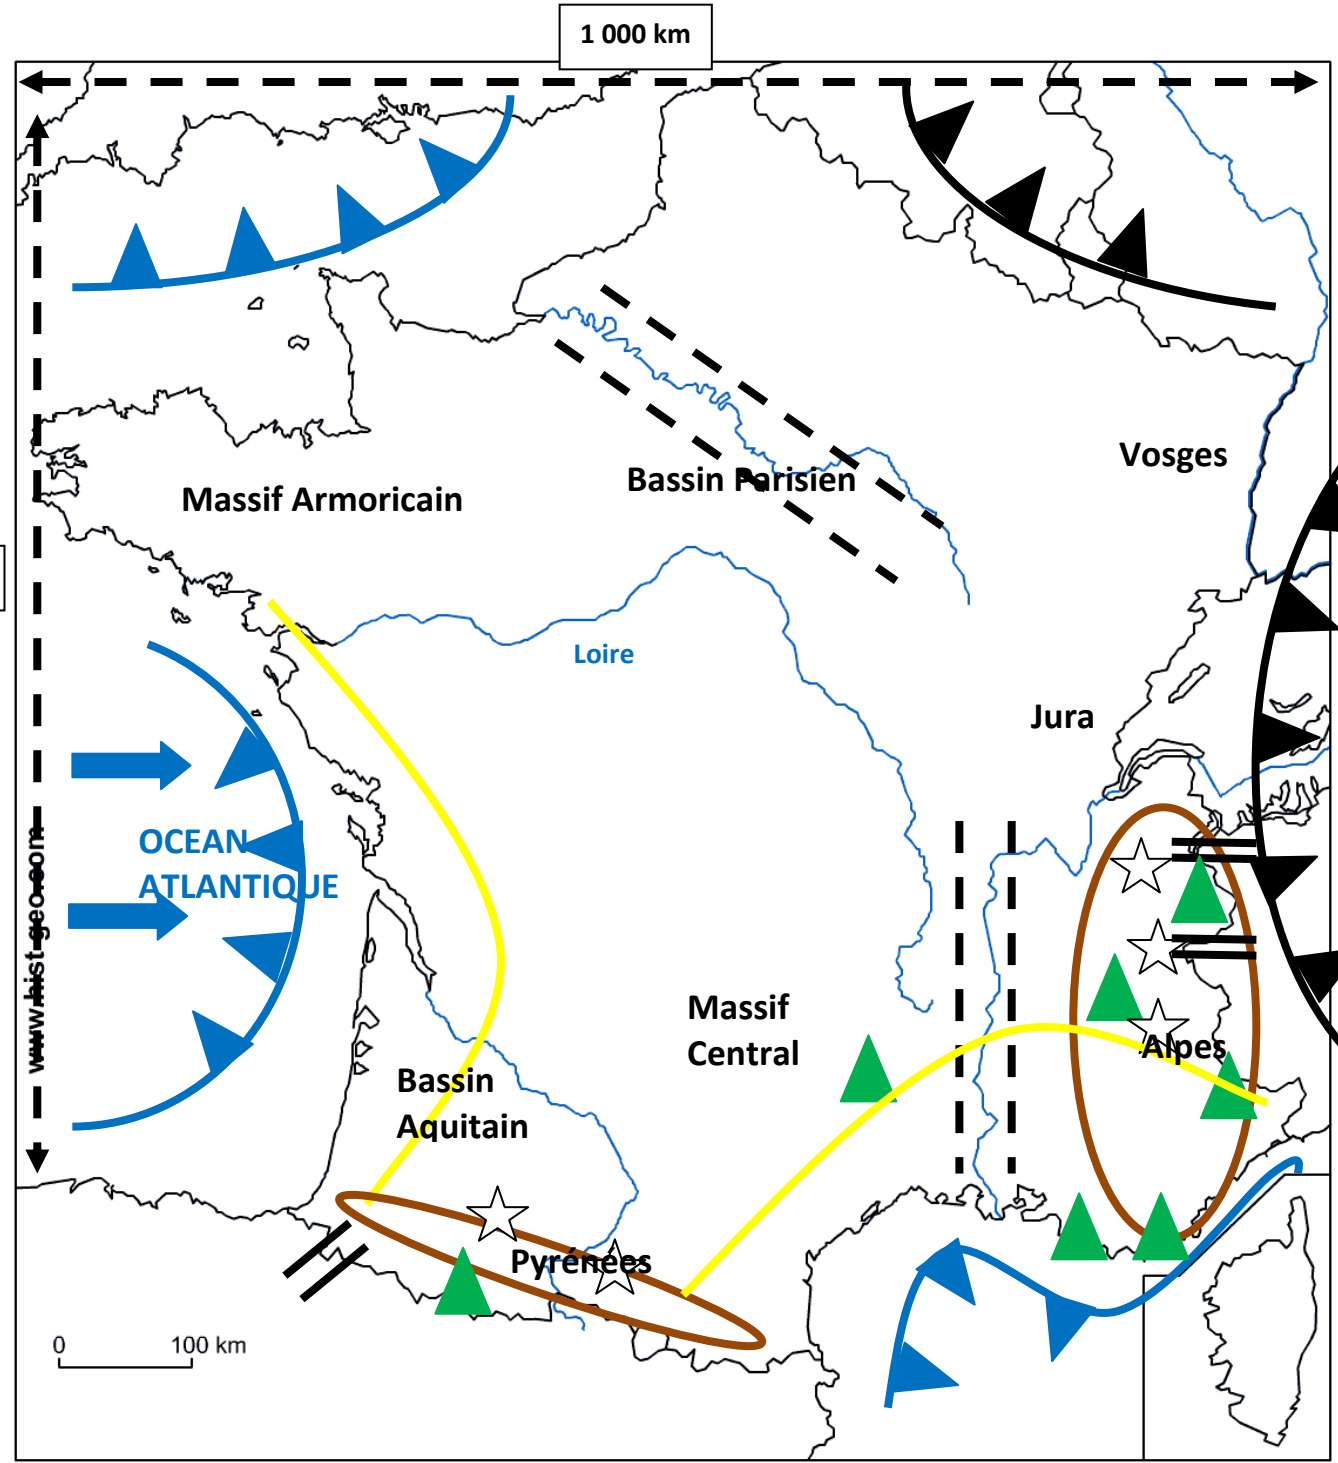 1 000 km
Vosges
Bassin Parisien
Massif Armoricain
Loire
Jura
OCEAN
ATLANTIQUE
www.hist-geo.com
Massif
Central
Alpes
Bassin
Aquitain
Pyrénées
0 100 km